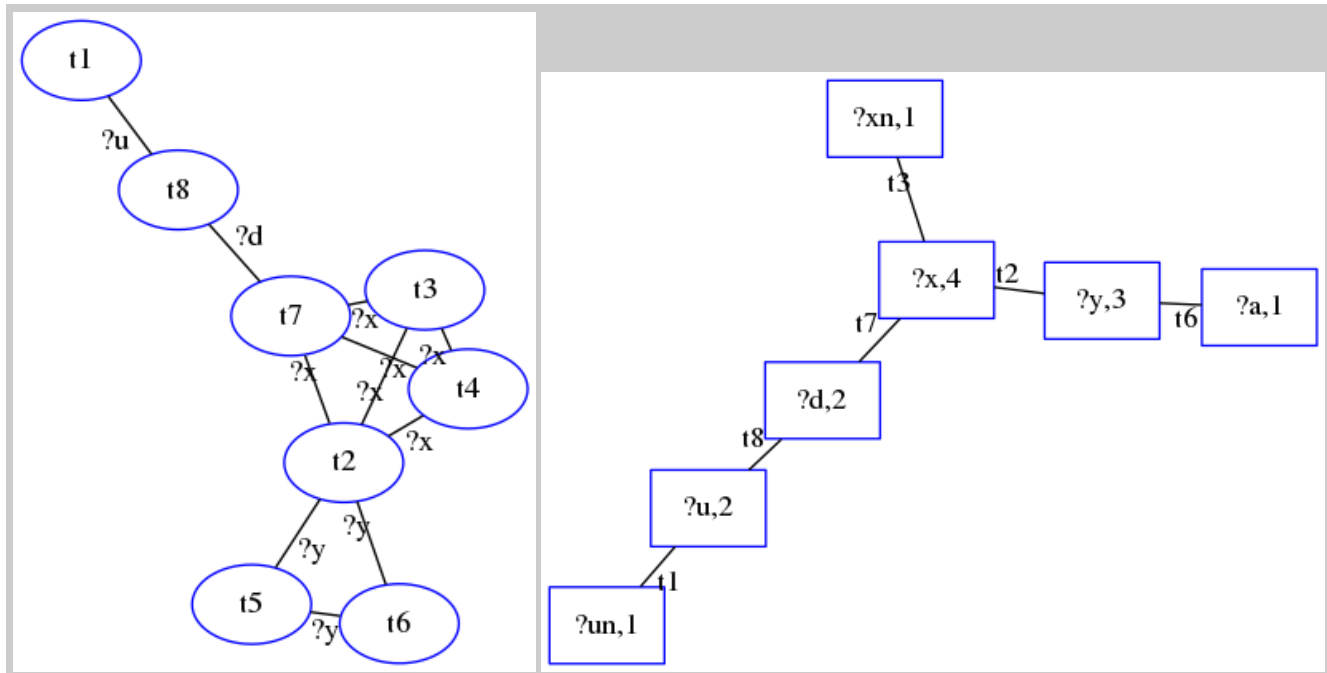 t1
?u
t8
?d
t7
t3
?x
?x
?x
?x
?x
?x
t4
t2
?y
?y
t5
?y
t6
?xn,1
t3
?x,4
t2
?y,3
t6
?a,1
t7
?d,2
t8
?u,2
t1
?un,1